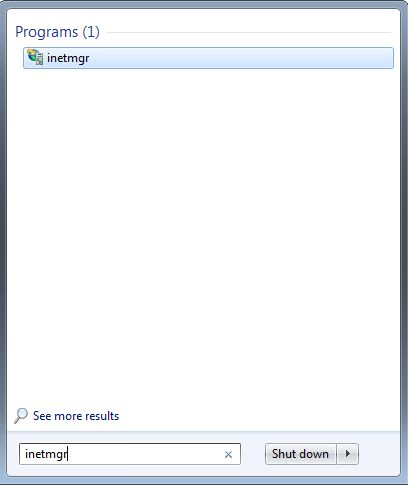 Programs (1)
inetmgr
See more results
inetmgr
Shut down